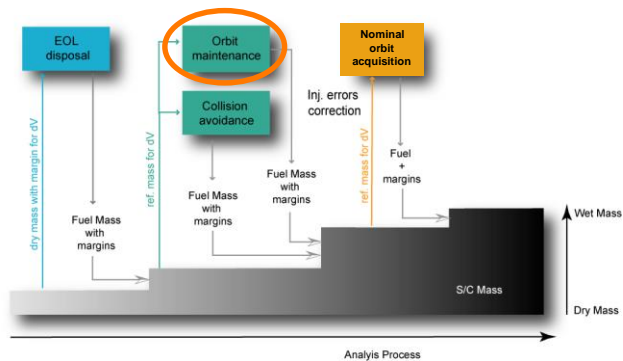 EOL
disposal
Orbit
maintenance
Nominal
orbit
acquisition
Collision
avoidance
Inj. errors
correction
dry mass with margin for dV
ref. mass for dV
ref. mass for dV
Fuel Mass
with
margins
Fuel Mass
with
margins
Fuel Mass
with
margins
Fuel
+
margins
Wet Mass
S/C Mass
Dry Mass
Analyis Process